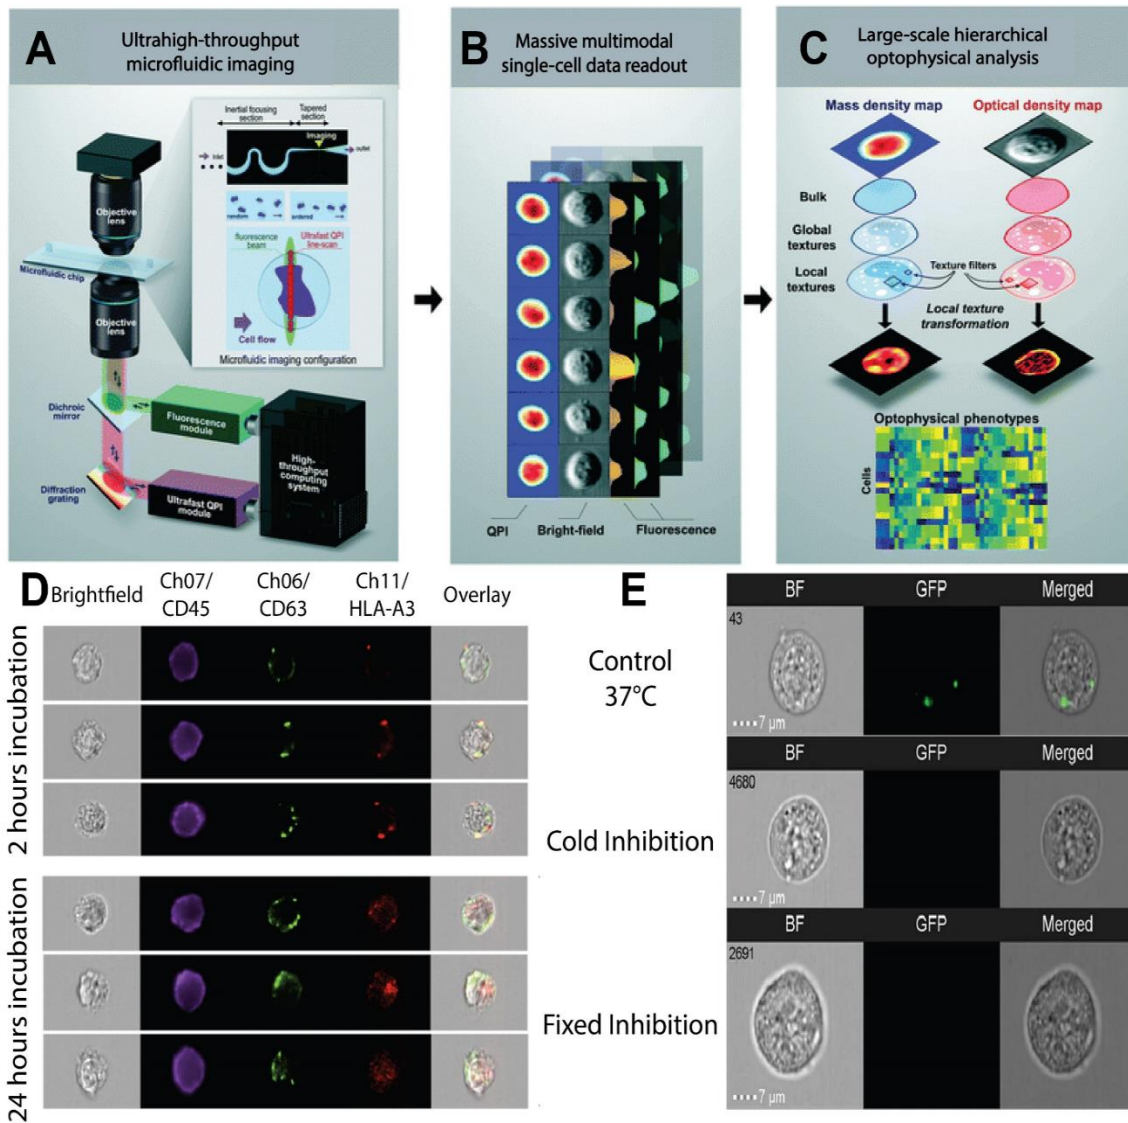 A
Ultrahigh-throughput
microfluidic imaging
Inertial focusing
section
Tapered
section
Imaging
inlet
outlet
random
ordered
fluorescence
beam
Ultrafast QPI
line-scan
Cell flow
Microfluidic imaging configuration
Objective
lens
Microfluidic chip
Objective
lens
Dichroic
mirror
Fluorescence
module
High-
throughput
computing
system
Diffraction
grating
Ultrafast QPI
module
B
Massive multimodal
single-cell data readout
QPI
Bright-field
Fluorescence
C
Large-scale hierarchical
optophysical analysis
Mass density map
Optical density map
Bulk
Global
textures
Local
textures
Texture filters
Local texture
transformation
Optophysical phenotypes
Cells
D
Brightfield
Ch07/
CD45
Ch06/
CD63
Ch11/
HLA-A3
Overlay
2 hours incubation
24 hours incubation
E
Control
37°C
BF
GFP
Merged
43
7 µm
Cold Inhibition
BF
GFP
Merged
4680
7 µm
Fixed Inhibition
BF
GFP
Merged
2691
7 µm